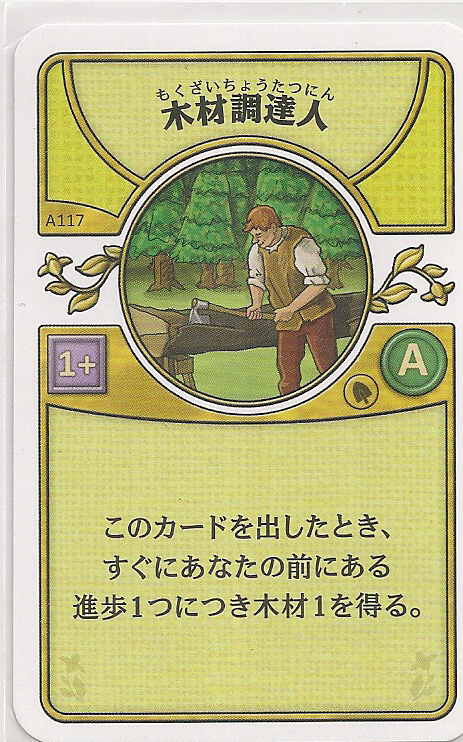 もくざいちょうたつにん
木材調達人
A117
1+
A
このカードを出したとき、
すぐにあなたの前にある
進歩1つにつき木材1を得る。